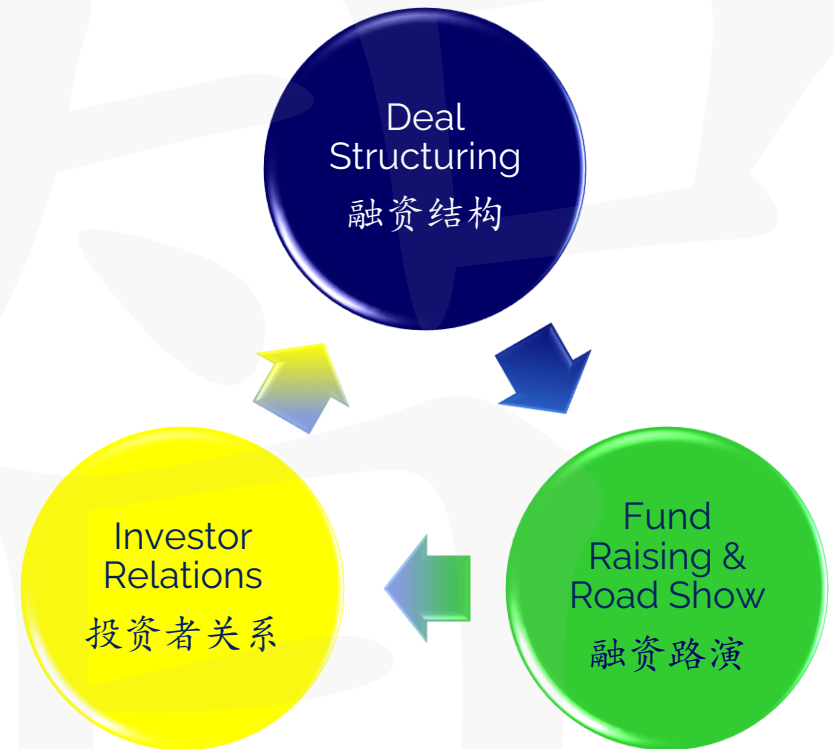 Deal
Structuring
融资结构
Fund
Raising &
Road Show
融资路演
Investor
Relations
投资者关系